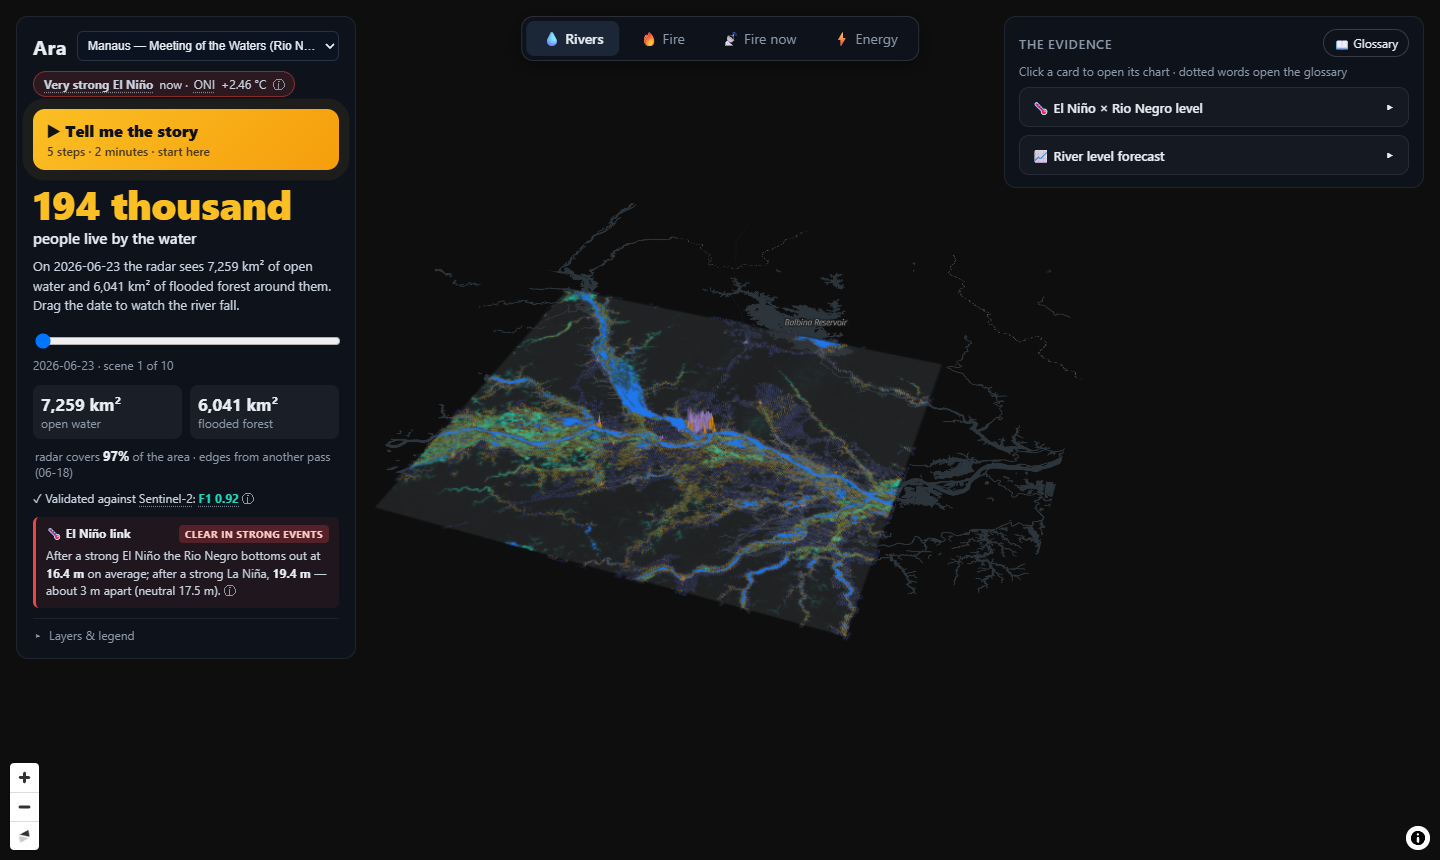 Ara
Manaus — Meeting of the Waters (Rio N...
Very strong El Niño now · ONI +2.46 °C ⓘ
▶ Tell me the story
5 steps · 2 minutes · start here
194 thousand
people live by the water
On 2026-06-23 the radar sees 7,259 km² of open
water and 6,041 km² of flooded forest around them.
Drag the date to watch the river fall.
2026-06-23 · scene 1 of 10
7,259 km²
open water
6,041 km²
flooded forest
radar covers 97% of the area · edges from another pass
(06-18)
✓ Validated against Sentinel-2: F1 0.92 ⓘ
El Niño link
CLEAR IN STRONG EVENTS
After a strong El Niño the Rio Negro bottoms out at
16.4 m on average; after a strong La Niña, 19.4 m —
about 3 m apart (neutral 17.5 m). ⓘ
Layers & legend
Rivers
Fire
Fire now
Energy
Balbina Reservoir
THE EVIDENCE
Glossary
Click a card to open its chart · dotted words open the glossary
El Niño × Rio Negro level
River level forecast